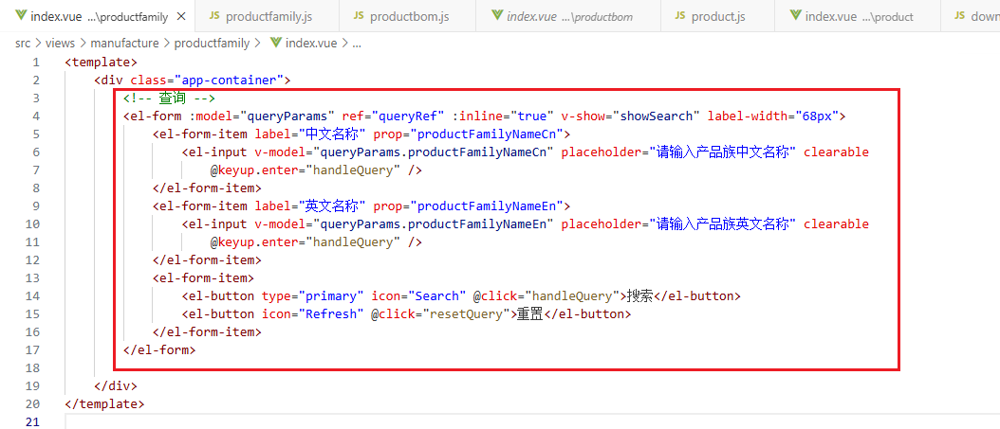 index.vue ...\productfamily × JS productfamily.js JS productbom.js index.vue ...\productbom JS product.js index.vue ...\product JS down
src > views > manufacture > productfamily > index.vue > ...
1 <template>
2 <div class="app-container">
3 <!-- 查询 -->
4 <el-form :model="queryParams" ref="queryRef" :inline="true" v-show="showSearch" label-width="68px">
5 <el-form-item label="中文名称" prop="productFamilyNameCn">
6 <el-input v-model="queryParams.productFamilyNameCn" placeholder="请输入产品族中文名称" clearable
7 @keyup.enter="handleQuery" />
8 </el-form-item>
9 <el-form-item label="英文名称" prop="productFamilyNameEn">
10 <el-input v-model="queryParams.productFamilyNameEn" placeholder="请输入产品族英文名称" clearable
11 @keyup.enter="handleQuery" />
12 </el-form-item>
13 <el-form-item>
14 <el-button type="primary" icon="Search" @click="handleQuery">搜索</el-button>
15 <el-button icon="Refresh" @click="resetQuery">重置</el-button>
16 </el-form-item>
17 </el-form>
18
19 </div>
20 </template>
21